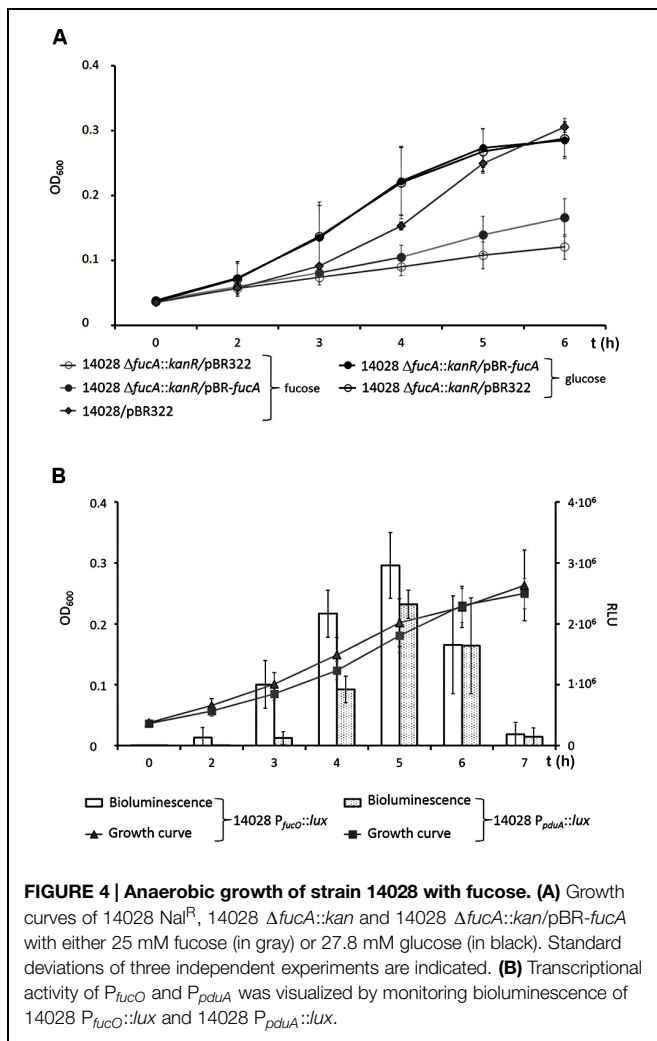 A
0.4
0.3
0.2
0.1
0
OD600
0 2 3 4 5 6 t (h)
14028 ΔfucA::kanR/pBR322
14028 ΔfucA::kanR/pBR-fucA
14028/pBR322
fucose
14028 ΔfucA::kanR/pBR-fucA
14028 ΔfucA::kanR/pBR322
glucose
B
0.4
0.3
0.2
0.1
0
OD600
4·10⁶
3·10⁶
2·10⁶
1·10⁶
0
RLU
0 2 3 4 5 6 7 t (h)
Bioluminescence
Growth curve
14028 PfucO::lux
Bioluminescence
Growth curve
14028 PpduA::lux
FIGURE 4 | Anaerobic growth of strain 14028 with fucose. (A) Growth
curves of 14028 Nalᴿ, 14028 ΔfucA::kan and 14028 ΔfucA::kan/pBR-fucA
with either 25 mM fucose (in gray) or 27.8 mM glucose (in black). Standard
deviations of three independent experiments are indicated. (B) Transcriptional
activity of PfucO and PpduA was visualized by monitoring bioluminescence of
14028 PfucO::lux and 14028 PpduA::lux.